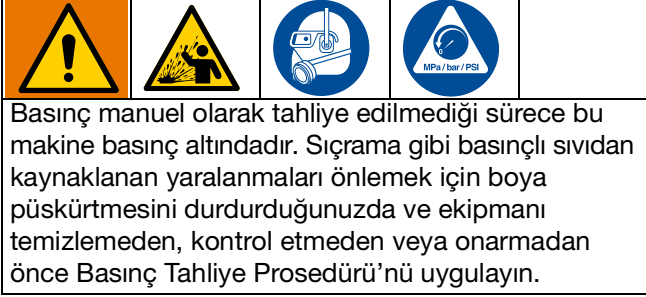 MPa/bar/PSI
Basınç manuel olarak tahliye edilmediği sürece bu
makine basınç altındadır. Sıçrama gibi basınçlı sıvıdan
kaynaklanan yaralanmaları önlemek için boya
püskürtmesini durdurduğunuzda ve ekipmanı
temizlemeden, kontrol etmeden veya onarmadan
önce Basınç Tahliye Prosedürü’nü uygulayın.